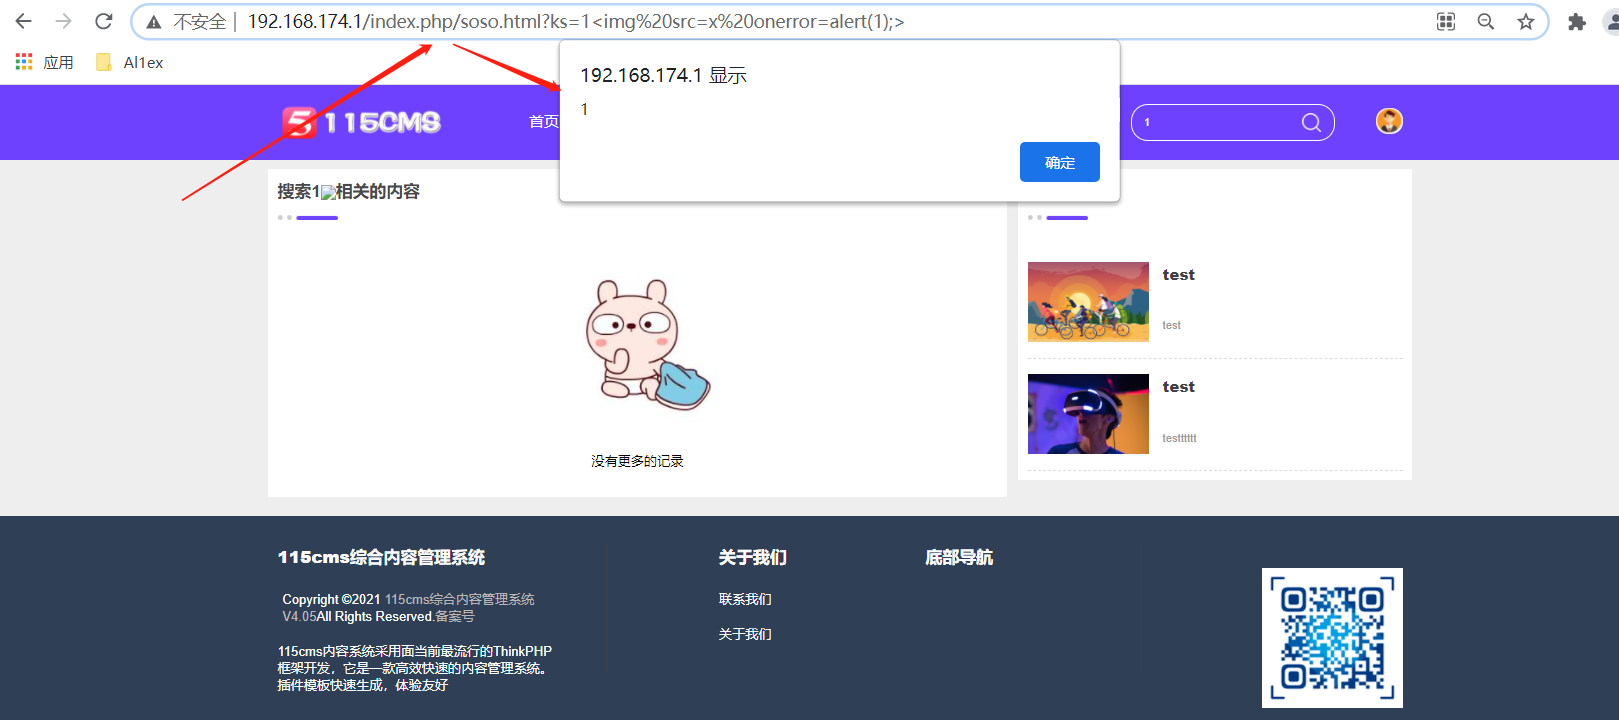 不安全 | 192.168.174.1/index.php/soso.html?ks=1<img%20src=x%20onerror=alert(1);>
应用 Al1ex
192.168.174.1 显示
1
确定
115CMS 首页 1
搜索1相关的内容
没有更多的记录
test
test
test
testttttt
115cms综合内容管理系统
Copyright ©2021 115cms综合内容管理系统
V4.05All Rights Reserved.备案号
115cms内容系统采用面当前最流行的ThinkPHP
框架开发，它是一款高效快速的内容管理系统。
插件模板快速生成，体验友好
关于我们
联系我们
关于我们
底部导航